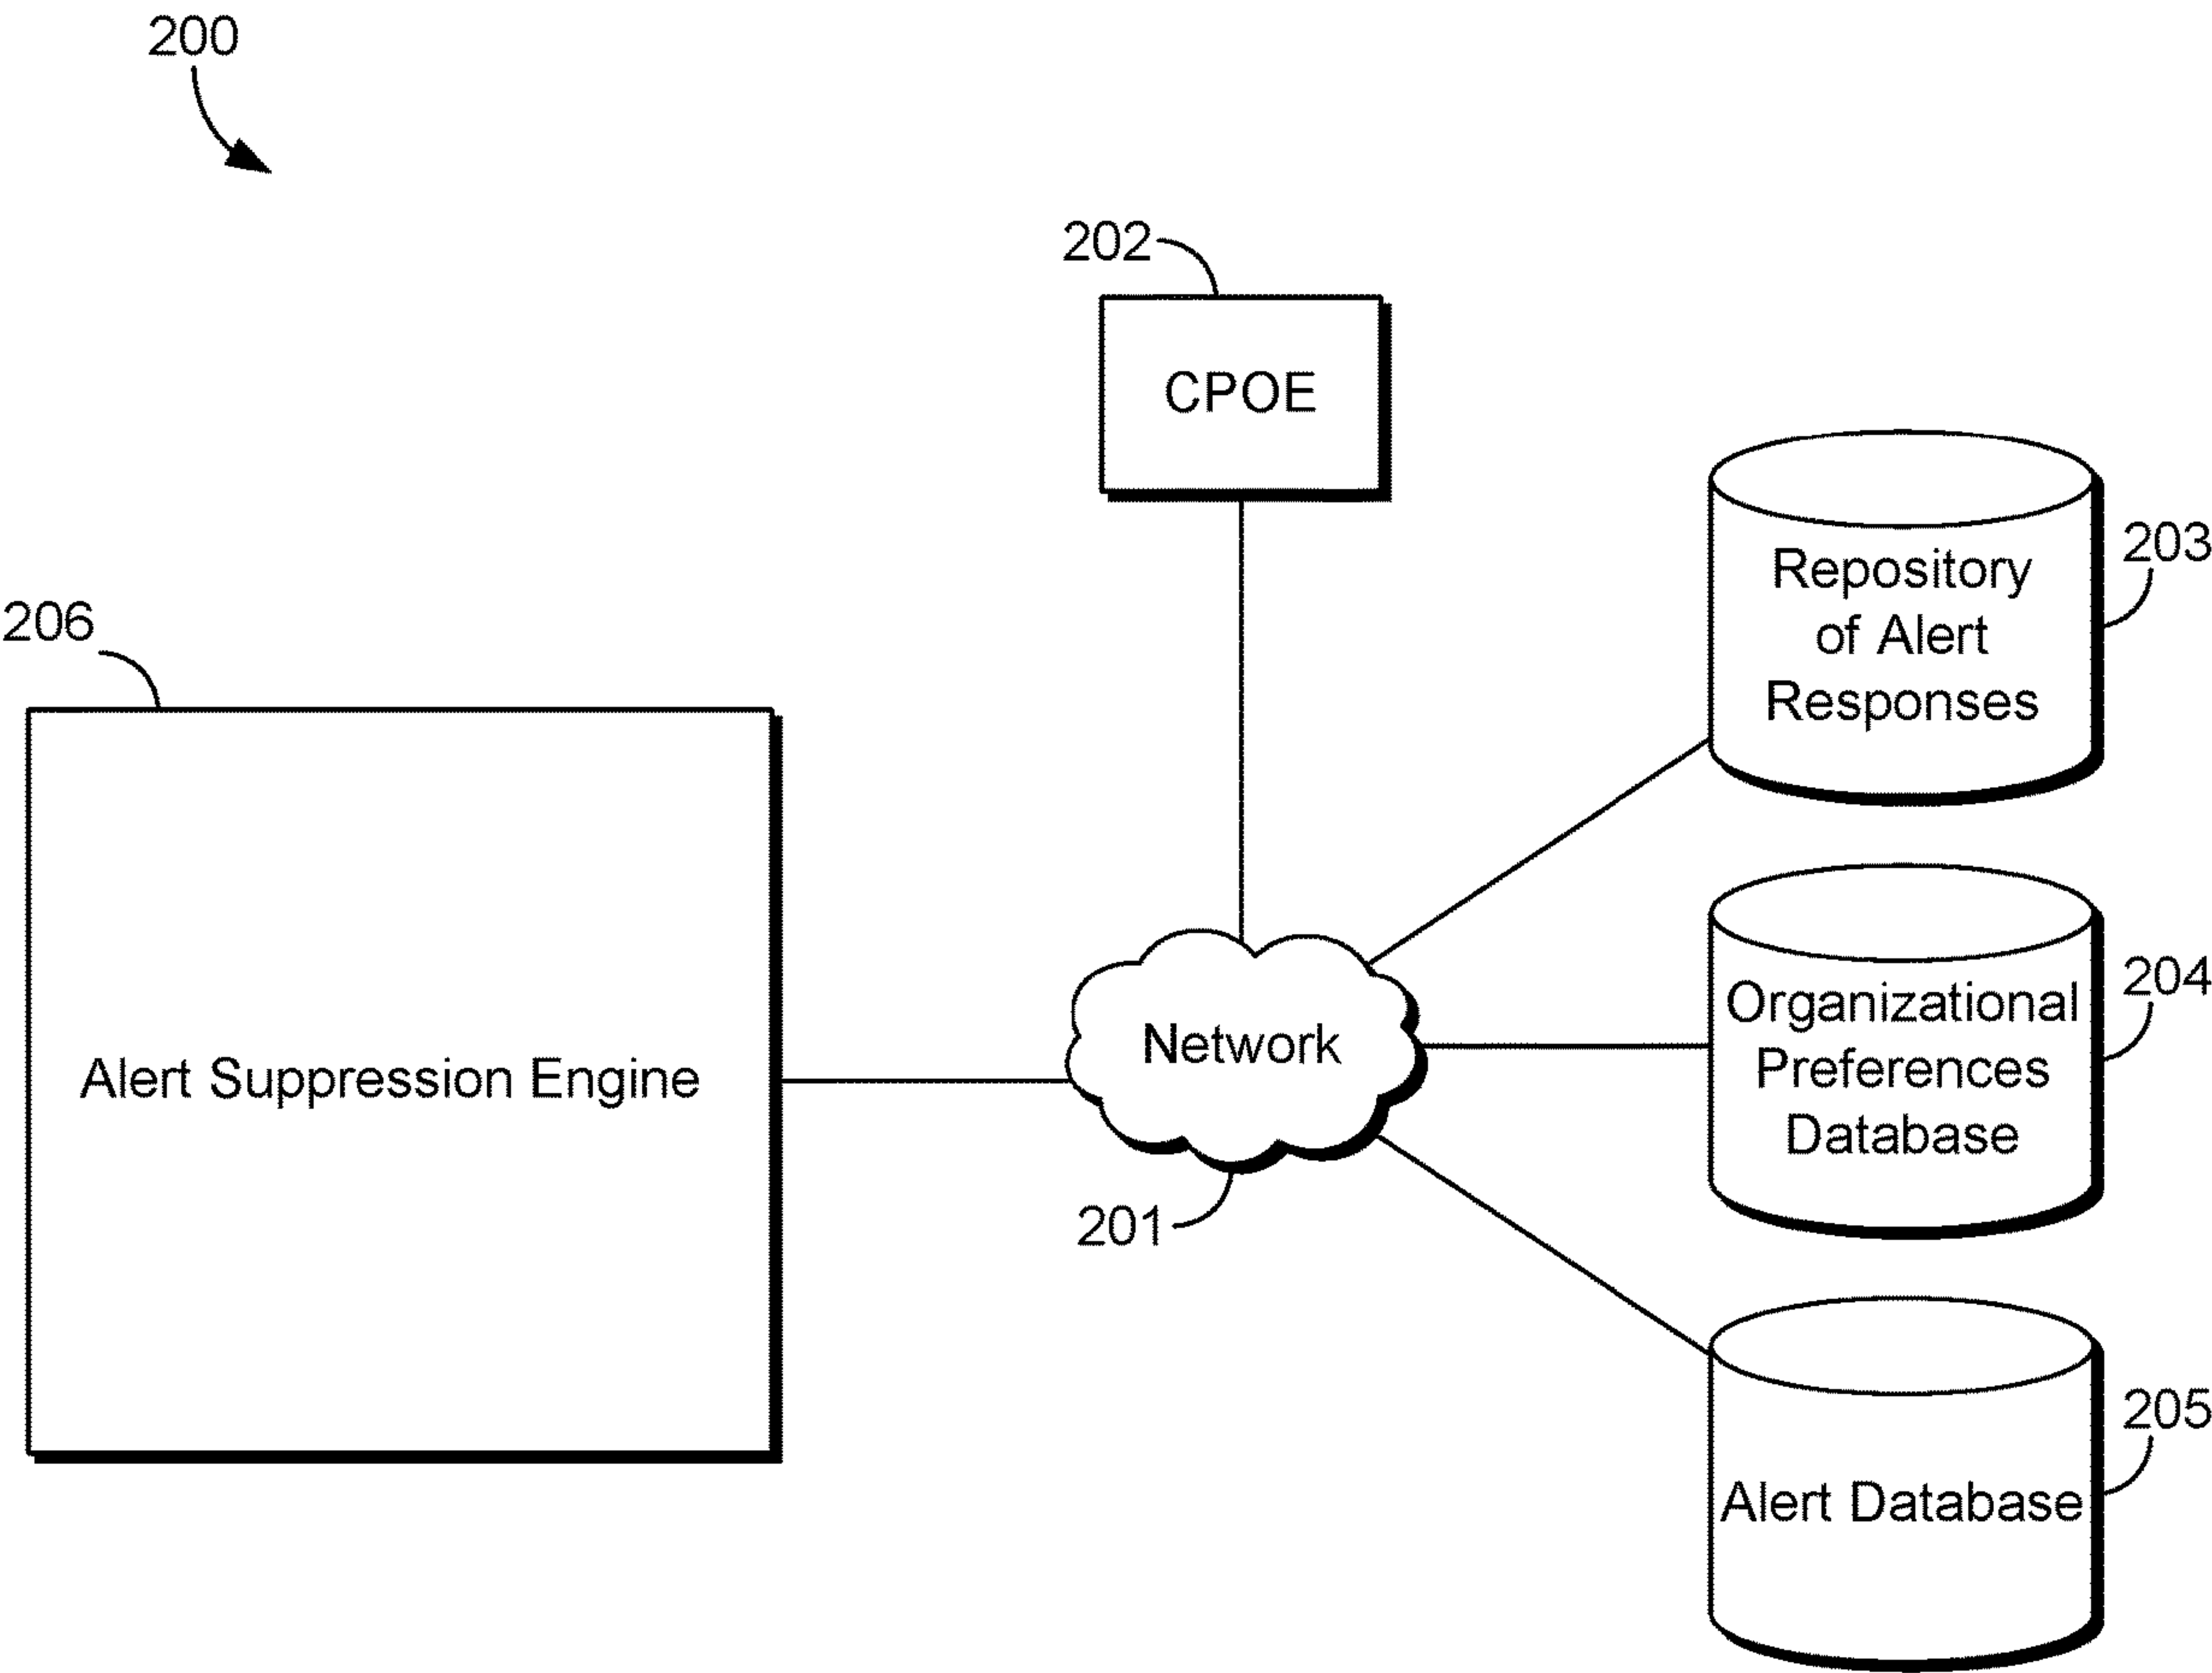 200
202
CPOE
203
Repository
of Alert
Responses
206
Alert Suppression Engine
Network
201
204
Organizational
Preferences
Database
205
Alert Database